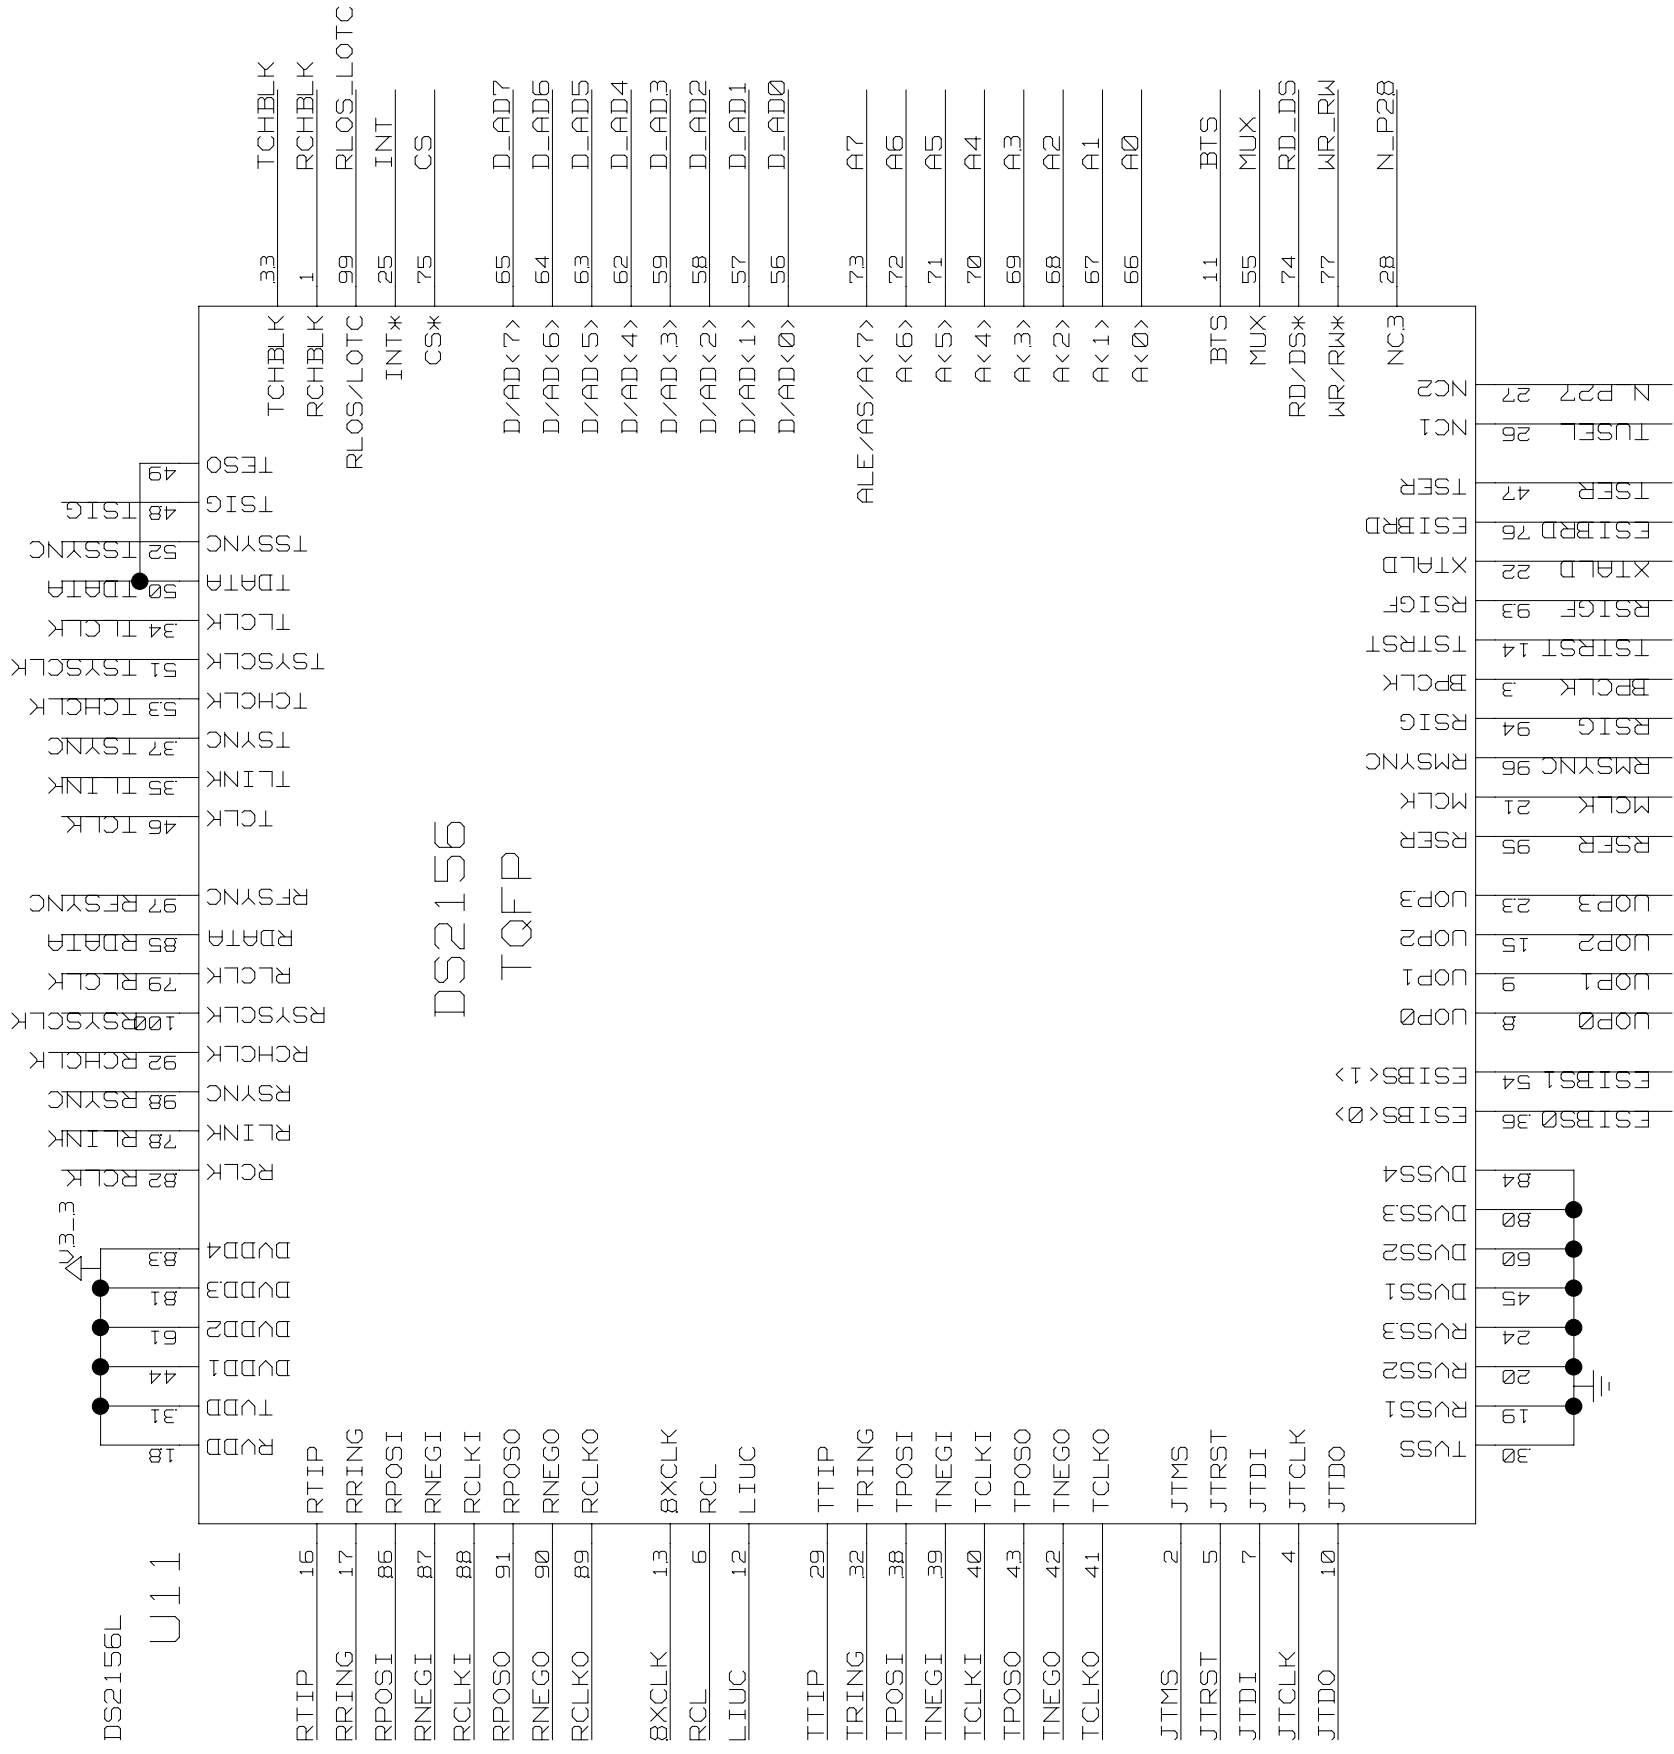 TCHBLK
RCHBLK
RLOS_LOTC
INT
CS
D_AD7
D_AD6
D_AD5
D_AD4
D_AD3
D_AD2
D_AD1
D_AD0
A7
A6
A5
A4
A3
A2
A1
A0
BTS
MUX
RD_DS
WR_RW
N_P28
33
1
99
25
75
65
64
63
62
59
58
57
56
73
72
71
70
69
68
67
66
11
55
74
77
28
TCHBLK
RCHBLK
RLOS/LOTC
INT*
CS*
D/AD<7>
D/AD<6>
D/AD<5>
D/AD<4>
D/AD<3>
D/AD<2>
D/AD<1>
D/AD<0>
ALE/AS/A<7>
A<6>
A<5>
A<4>
A<3>
A<2>
A<1>
A<0>
BTS
MUX
RD/DS*
WR/RW*
NC3
49 TESO
TSIG 48 TSIG
TSSYNC 52 TSSYNC
TDATA 50 TDATA
TLCLK 34 TLCLK
TSYSCLK 51 TSYSCLK
TCHCLK 53 TCHCLK
TSYNC 37 TSYNC
TLINK 35 TLINK
TCLK 46 TCLK
RFSYNC 97 RFSYNC
RDATA 85 RDATA
RLCLK 79 RLCLK
RSYSCLK 100 RSYSCLK
RCHCLK 92 RCHCLK
RSYNC 98 RSYNC
RLINK 78 RLINK
RCLK 82 RCLK
V3_3
83 DVDD4
81 DVDD3
61 DVDD2
44 DVDD1
31 TVDD
18 RVDD
DS2156
TQFP
NC2 27 N_P27
NC1 26 TUSEL
TSER 47 TSER
ESIBRD 76 ESIBRD
XTALD 22 XTALD
RSIGF 93 RSIGF
TSTRST 14 TSTRST
BPCLK 3 BPCLK
RSIG 94 RSIG
RMSYNC 96 RMSYNC
MCLK 21 MCLK
RSER 95 RSER
UOP3 23 UOP3
UOP2 15 UOP2
UOP1 9 UOP1
UOP0 8 UOP0
ESIBS<1> 54 ESIBS1
ESIBS<0> 36 ESIBS0
DVSS4 84
DVSS3 80
DVSS2 60
DVSS1 45
RVSS3 24
RVSS2 20
RVSS1 19
TVSS 30
RTIP
RRING
RPOSI
RNEGI
RCLKI
RPOSO
RNEGO
RCLKO
8XCLK
RCL
LIUC
TTIP
TRING
TPOSI
TNEGI
TCLKI
TPOSO
TNEGO
TCLKO
JTMS
JTRST
JTDI
JTCLK
JTDO
16
17
86
87
88
91
90
89
13
6
12
29
32
38
39
40
43
42
41
2
5
7
4
10
RTIP
RRING
RPOSI
RNEGI
RCLKI
RPOSO
RNEGO
RCLKO
8XCLK
RCL
LIUC
TTIP
TRING
TPOSI
TNEGI
TCLKI
TPOSO
TNEGO
TCLKO
JTMS
JTRST
JTDI
JTCLK
JTDO
DS2156L
U11